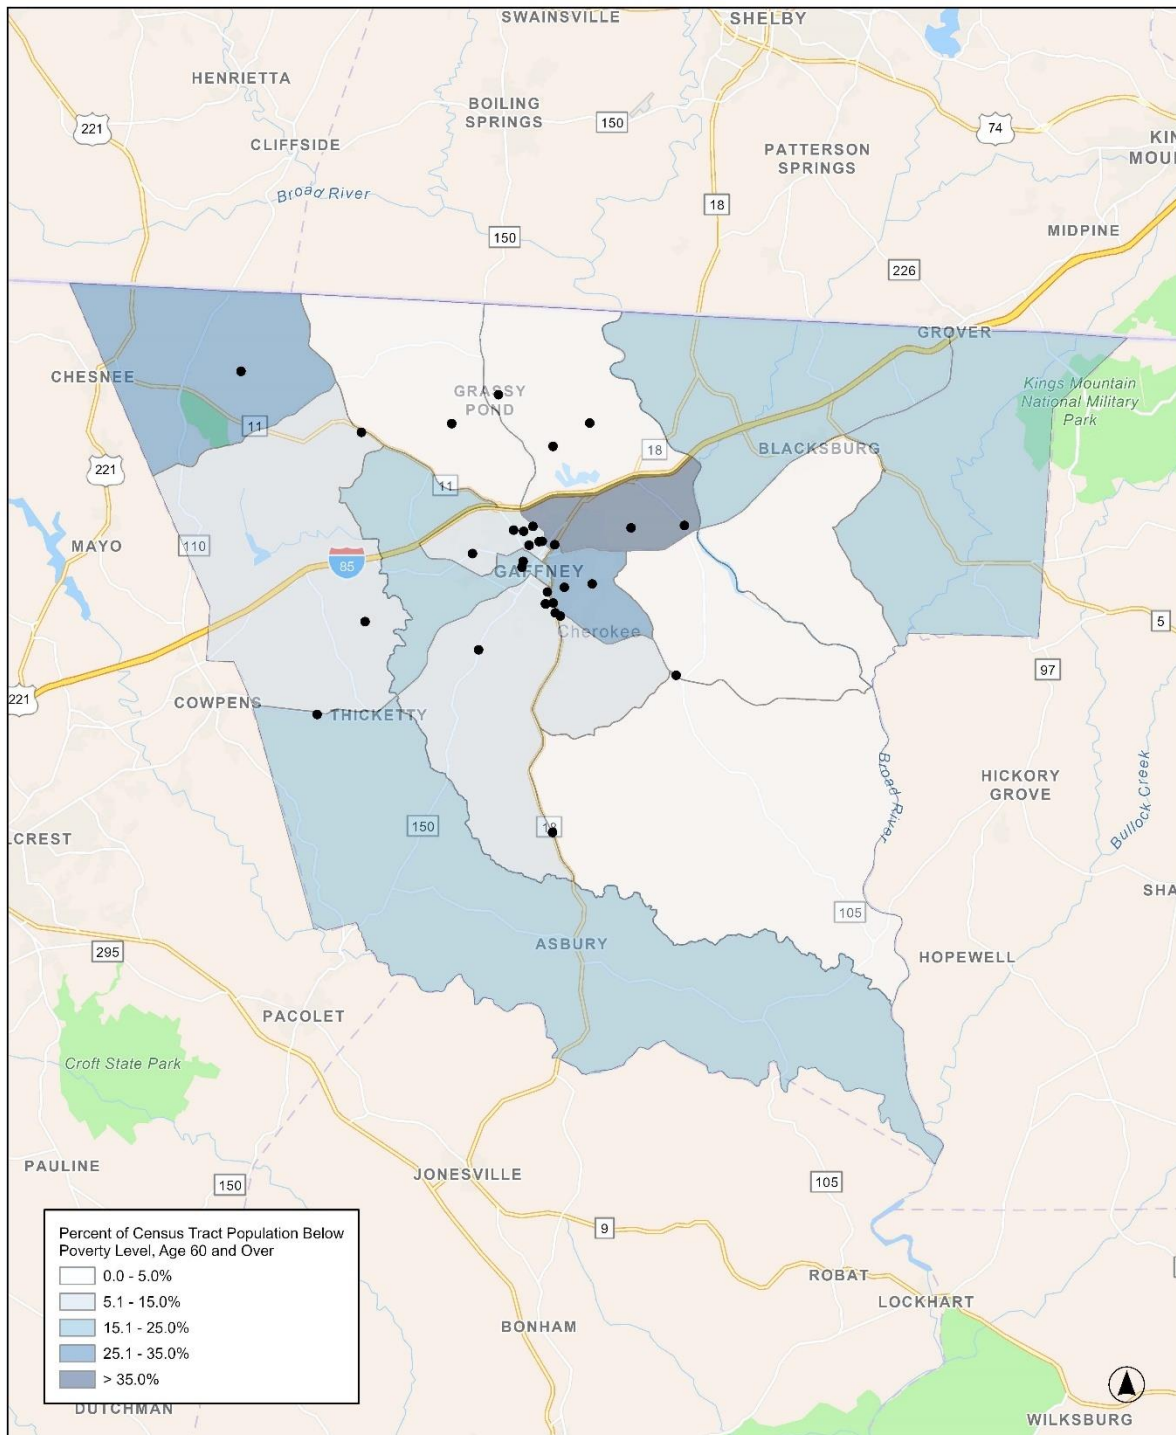 SWAINSVILLE
SHELBY
HENRIETTA
BOILING
SPRINGS
150
221
74
CLIFFSIDE
PATTERSON
SPRINGS
KIN
MOU
Broad River
18
150
MIDPINE
226
GROVER
CHESNEE
GRASSY
POND
Kings Mountain
National Military
Park
11
18
BLACKSBURG
221
11
MAYO
110
85
GAFFNEY
Cherokee
5
97
221
COWPENS
THICKETTY
Broad River
HICKORY
GROVE
Bullock Creek
150
18
LCREST
SHA
105
ASBURY
295
HOPEWELL
PACOLET
Croft State Park
PAULINE
150
JONESVILLE
105
9
ROBAT
LOCKHART
BONHAM
DUTCHMAN
WILKSBURG
Percent of Census Tract Population Below
Poverty Level, Age 60 and Over
0.0 - 5.0%
5.1 - 15.0%
15.1 - 25.0%
25.1 - 35.0%
> 35.0%